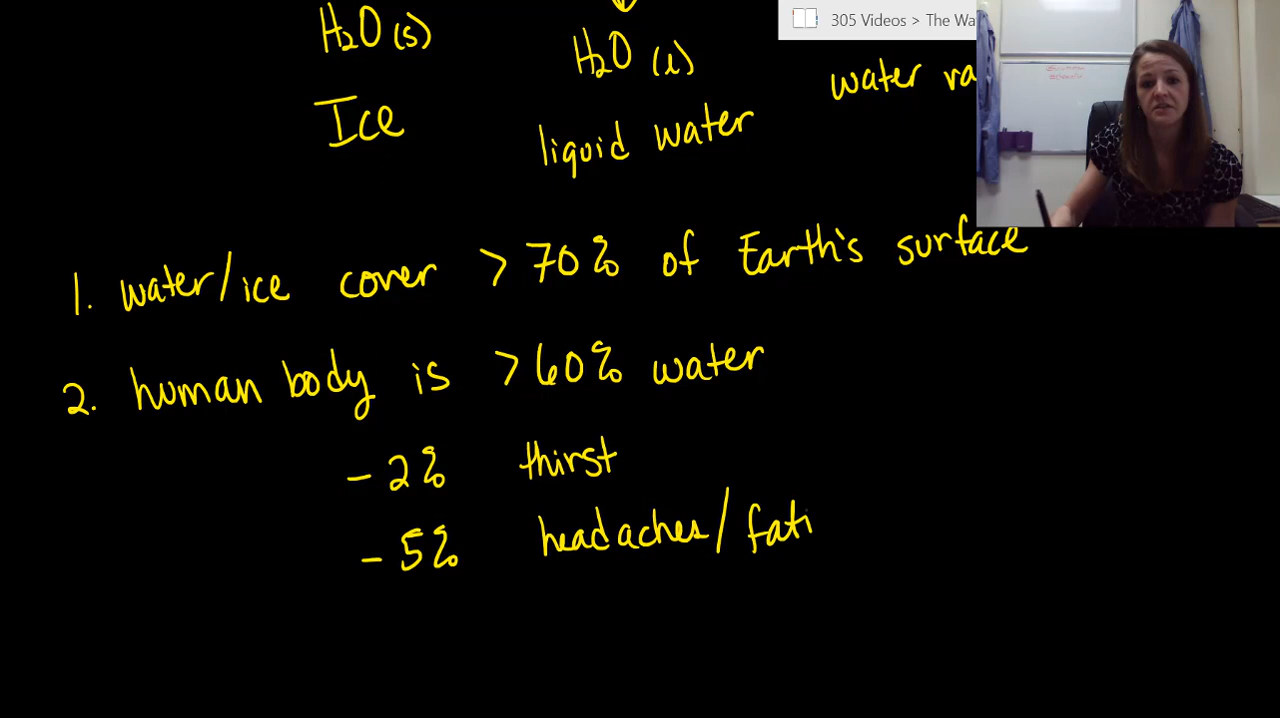 305 Videos > The Wa
H₂O (s)
H₂O (l)
water va
Ice
liquid water
1. water/ice cover > 70% of Earth's surface
2. human body is > 60% water
- 2% thirst
- 5% headaches/fati